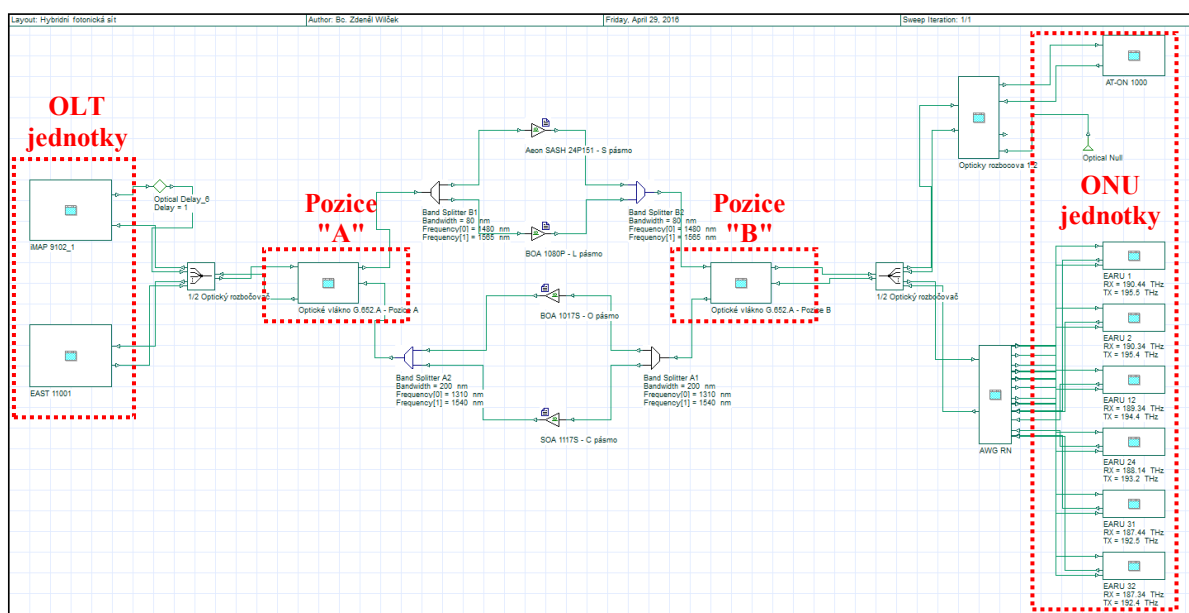 Layout: Hybridní fotonická sít
Author: Bo. Zdeněl Wilček
Friday, April 29, 2016
Sweep Iteration: 1/1
OLT
jednotky
iMAP 9102_1
EAST 11001
Optical Delay_6
Delay = 1
1/2 Optický rozbočovač
Pozice
"A"
Optické vlákno G.652.A - Pozice A
Aeon SASH 24P151 - S pásmo
Band Splitter B1
Bandwidth = 80 nm
Frequency[0] = 1480 nm
Frequency[1] = 1565 nm
BOA 1080P - L pásmo
Band Splitter B2
Bandwidth = 80 nm
Frequency[0] = 1480 nm
Frequency[1] = 1565 nm
BOA 1017S - O pásmo
Band Splitter A2
Bandwidth = 200 nm
Frequency[0] = 1310 nm
Frequency[1] = 1540 nm
SOA 1117S - C pásmo
Band Splitter A1
Bandwidth = 200 nm
Frequency[0] = 1310 nm
Frequency[1] = 1540 nm
Pozice
"B"
Optické vlákno G.652.A - Pozice B
1/2 Optický rozbočovač
Opticky rozbocova 1:2
Optical Null
AWG RN
ONU
jednotky
AT-ON 1000
EARU 1
RX = 190.44 THz
TX = 195.5 THz
EARU 2
RX = 190.34 THz
TX = 195.4 THz
EARU 12
RX = 189.34 THz
TX = 194.4 THz
EARU 24
RX = 188.14 THz
TX = 193.2 THz
EARU 31
RX = 187.44 THz
TX = 192.5 THz
EARU 32
RX = 187.34 THz
TX = 192.4 THz